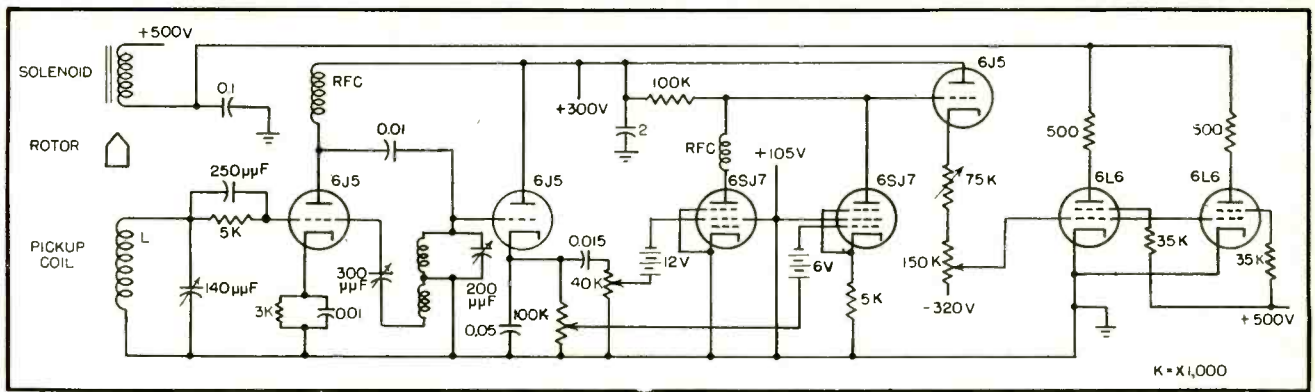 SOLENOID
+500V
0.1
ROTOR
PICKUP
COIL
L
250μμF
5K
140μμF
RFC
6J5
3K
0.01
0.01
300
μμF
200
μμF
6J5
0.05
100K
0.015
40K
+300V
2
100K
RFC
6SJ7
12V
+105V
6SJ7
6V
5K
6J5
75K
150K
-320V
500
6L6
35K
500
6L6
35K
+500V
K = X1,000